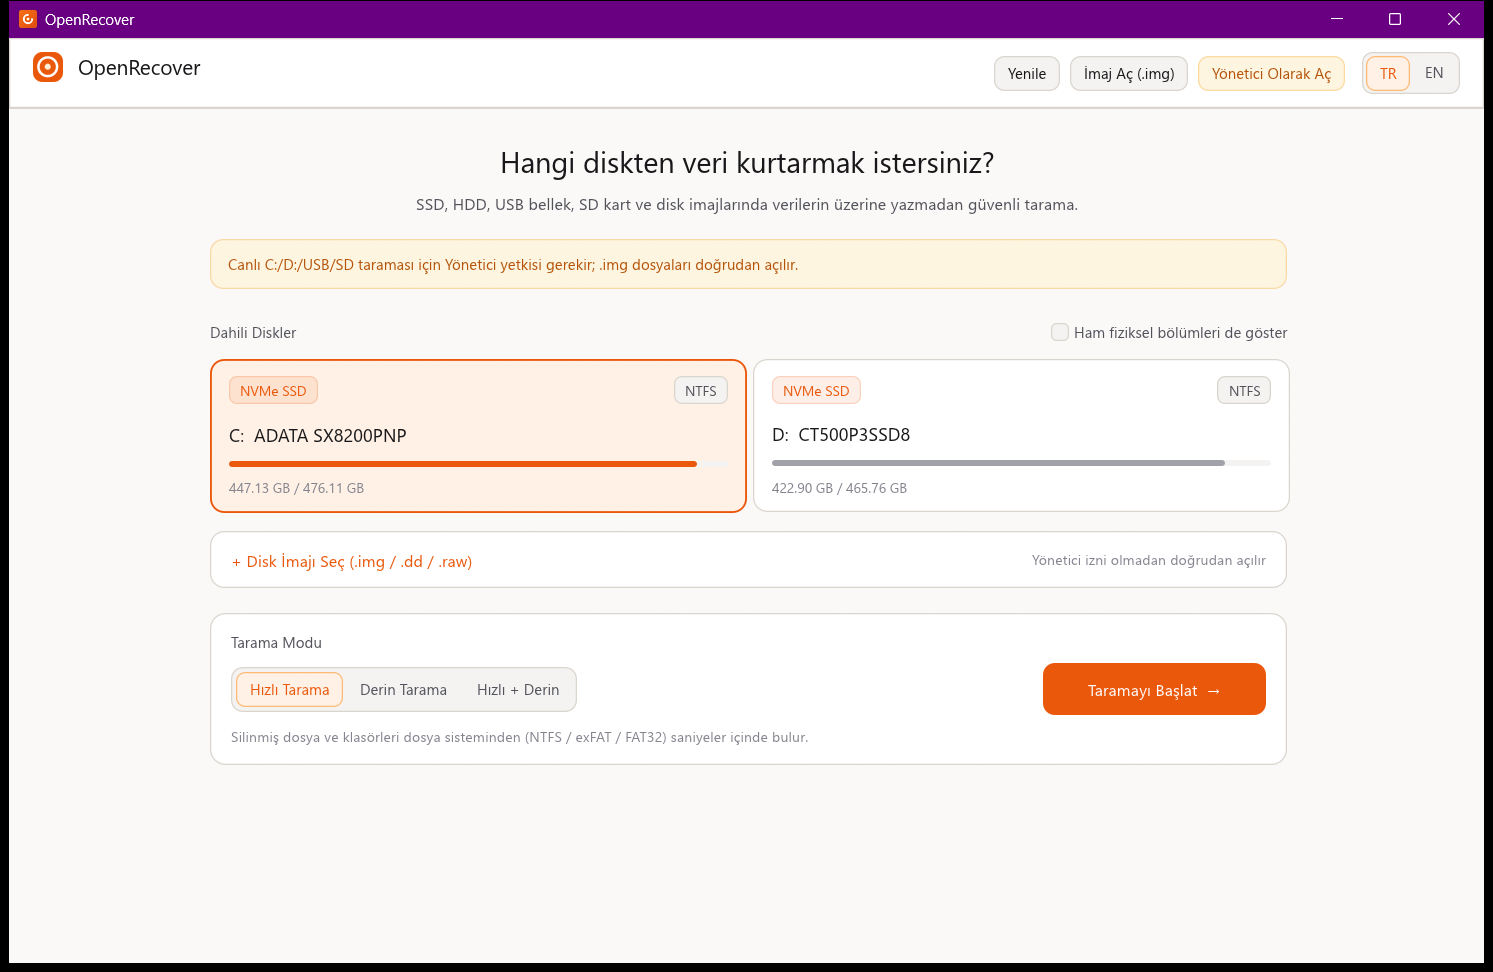 OpenRecover
OpenRecover
Yenile
İmaj Aç (.img)
Yönetici Olarak Aç
TR
EN
Hangi diskten veri kurtarmak istersiniz?
SSD, HDD, USB bellek, SD kart ve disk imajlarında verilerin üzerine yazmadan güvenli tarama.
Canlı C:/D:/USB/SD taraması için Yönetici yetkisi gerekir; .img dosyaları doğrudan açılır.
Dahili Diskler
Ham fiziksel bölümleri de göster
NVMe SSD
NTFS
C: ADATA SX8200PNP
447.13 GB / 476.11 GB
NVMe SSD
NTFS
D: CT500P3SSD8
422.90 GB / 465.76 GB
+ Disk İmajı Seç (.img / .dd / .raw)
Yönetici izni olmadan doğrudan açılır
Tarama Modu
Hızlı Tarama
Derin Tarama
Hızlı + Derin
Taramayı Başlat →
Silinmiş dosya ve klasörleri dosya sisteminden (NTFS / exFAT / FAT32) saniyeler içinde bulur.